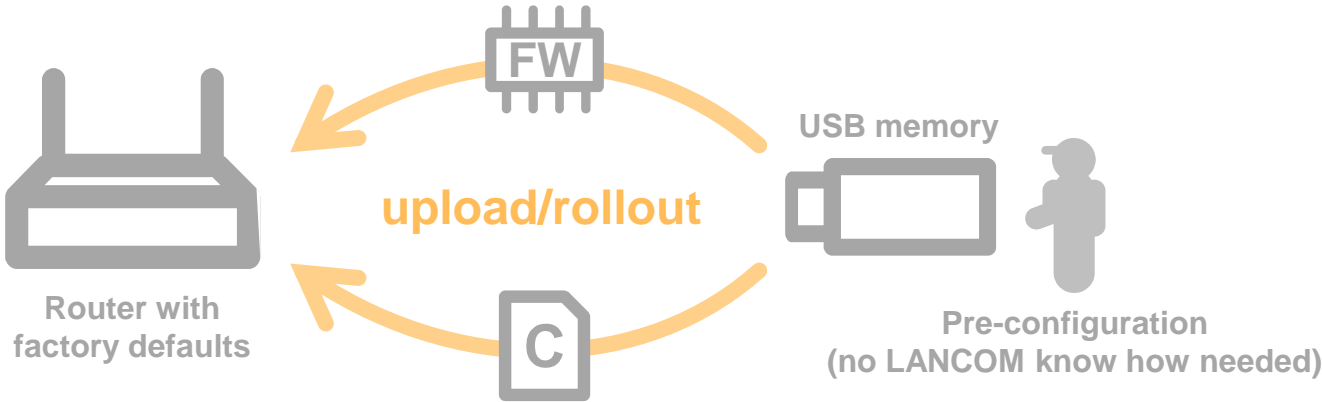 FW
USB memory
upload/rollout
Router with
factory defaults
C
Pre-configuration
(no LANCOM know how needed)